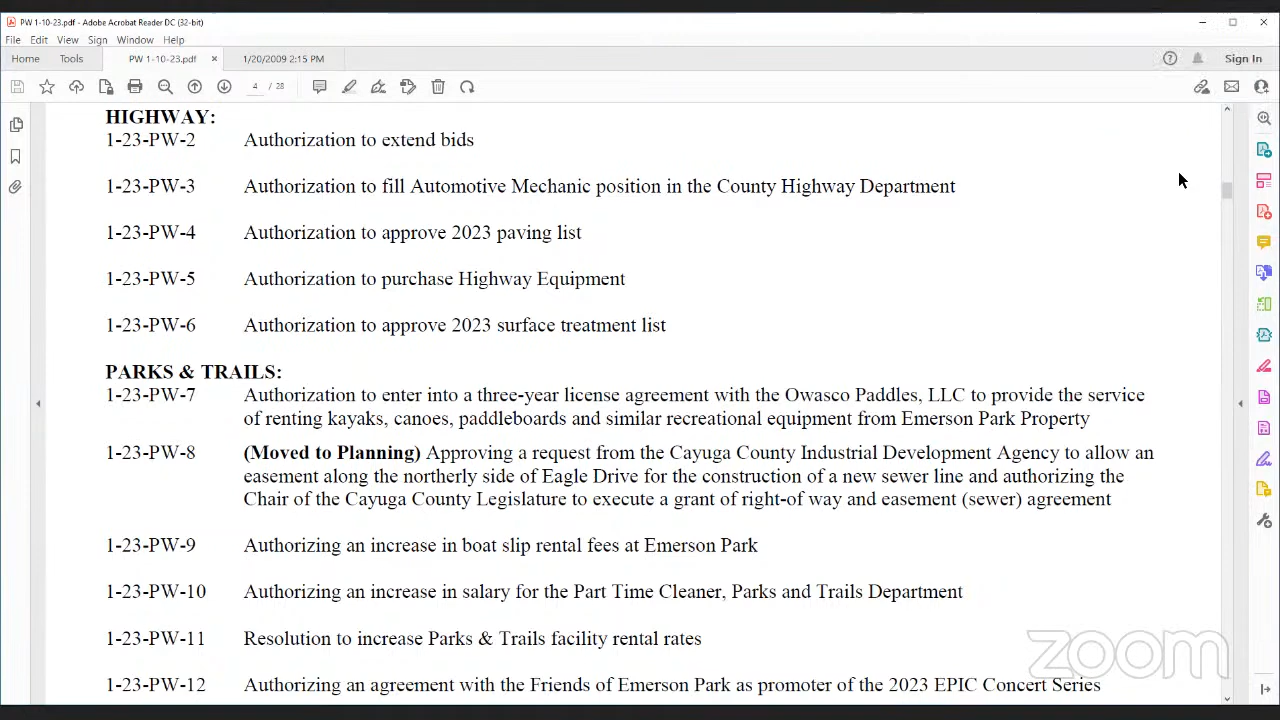 PW 1-10-23.pdf - Adobe Acrobat Reader DC (32-bit)
File Edit View Sign Window Help
Home Tools PW 1-10-23.pdf × 1/20/2009 2:15 PM Sign In
4 / 28
HIGHWAY:
1-23-PW-2 Authorization to extend bids
1-23-PW-3 Authorization to fill Automotive Mechanic position in the County Highway Department
1-23-PW-4 Authorization to approve 2023 paving list
1-23-PW-5 Authorization to purchase Highway Equipment
1-23-PW-6 Authorization to approve 2023 surface treatment list
PARKS & TRAILS:
1-23-PW-7 Authorization to enter into a three-year license agreement with the Owasco Paddles, LLC to provide the service
of renting kayaks, canoes, paddleboards and similar recreational equipment from Emerson Park Property
1-23-PW-8 (Moved to Planning) Approving a request from the Cayuga County Industrial Development Agency to allow an
easement along the northerly side of Eagle Drive for the construction of a new sewer line and authorizing the
Chair of the Cayuga County Legislature to execute a grant of right-of way and easement (sewer) agreement
1-23-PW-9 Authorizing an increase in boat slip rental fees at Emerson Park
1-23-PW-10 Authorizing an increase in salary for the Part Time Cleaner, Parks and Trails Department
1-23-PW-11 Resolution to increase Parks & Trails facility rental rates
1-23-PW-12 Authorizing an agreement with the Friends of Emerson Park as promoter of the 2023 EPIC Concert Series
zoom